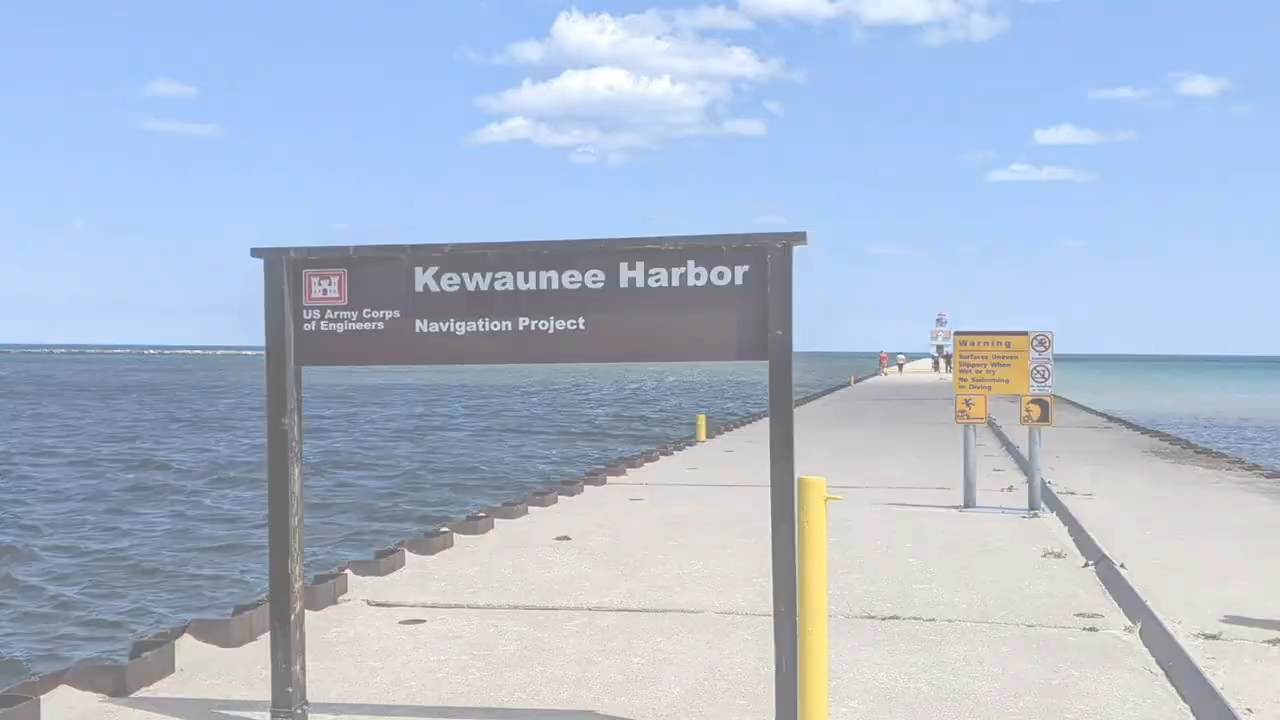 Kewaunee Harbor
US Army Corps
of Engineers
Navigation Project
Warning
Surfaces Uneven
Slippery When
Wet or Icy
No Swimming
or Diving